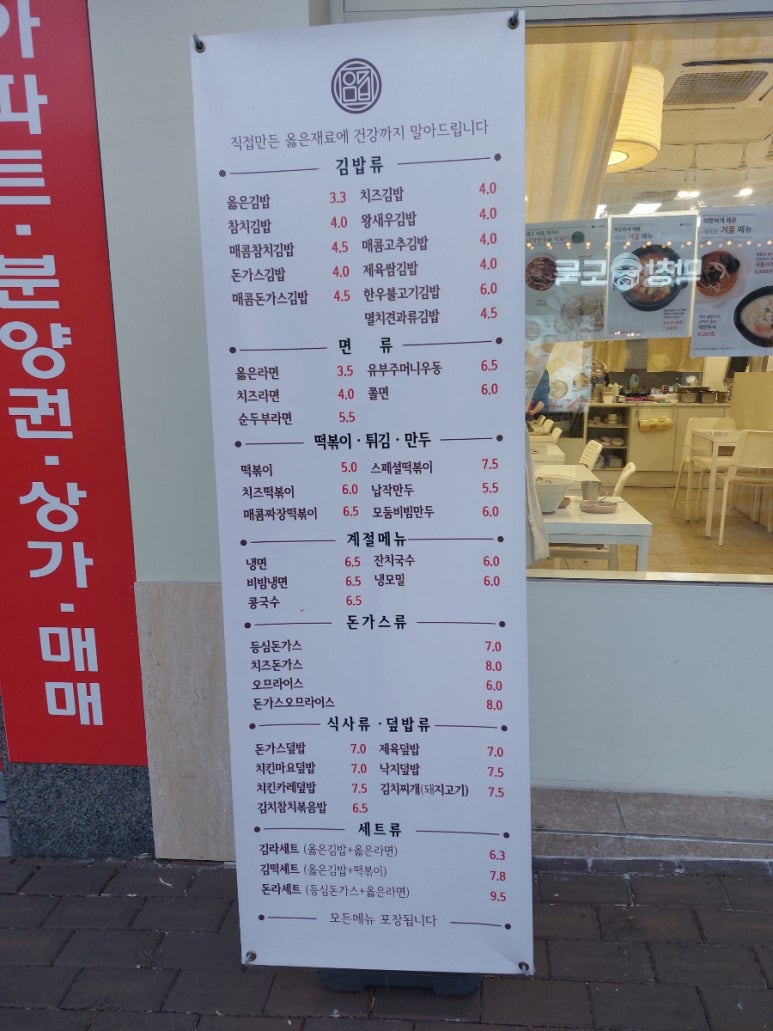 아파트·분양권·상가·매매
직접만든 옳은재료에 건강까지 말아드립니다
김밥류
옳은김밥 3.3 치즈김밥 4.0
참치김밥 4.0 왕새우김밥 4.0
매콤참치김밥 4.5 매콤고추김밥 4.0
돈가스김밥 4.0 제육쌈김밥 4.0
매콤돈가스김밥 4.5 한우불고기김밥 6.0
멸치견과류김밥 4.5
면 류
옳은라면 3.5 유부주머니우동 6.5
치즈라면 4.0 쫄면 6.0
순두부라면 5.5
떡볶이·튀김·만두
떡볶이 5.0 스페셜떡볶이 7.5
치즈떡볶이 6.0 납작만두 5.5
매콤짜장떡볶이 6.5 모둠비빔만두 6.0
계절메뉴
냉면 6.5 잔치국수 6.0
비빔냉면 6.5 냉모밀 6.0
콩국수 6.5
돈가스류
등심돈가스 7.0
치즈돈가스 8.0
오므라이스 6.0
돈가스오므라이스 8.0
식사류·덮밥류
돈가스덮밥 7.0 제육덮밥 7.0
치킨마요덮밥 7.0 낙지덮밥 7.5
치킨카레덮밥 7.5 김치찌개(돼지고기) 7.5
김치참치볶음밥 6.5
세트류
김라세트 (옳은김밥+옳은라면) 6.3
김떡세트 (옳은김밥+떡볶이) 7.8
돈라세트 (등심돈가스+옳은라면) 9.5
모든메뉴 포장됩니다
겨울 메뉴
겨울 메뉴